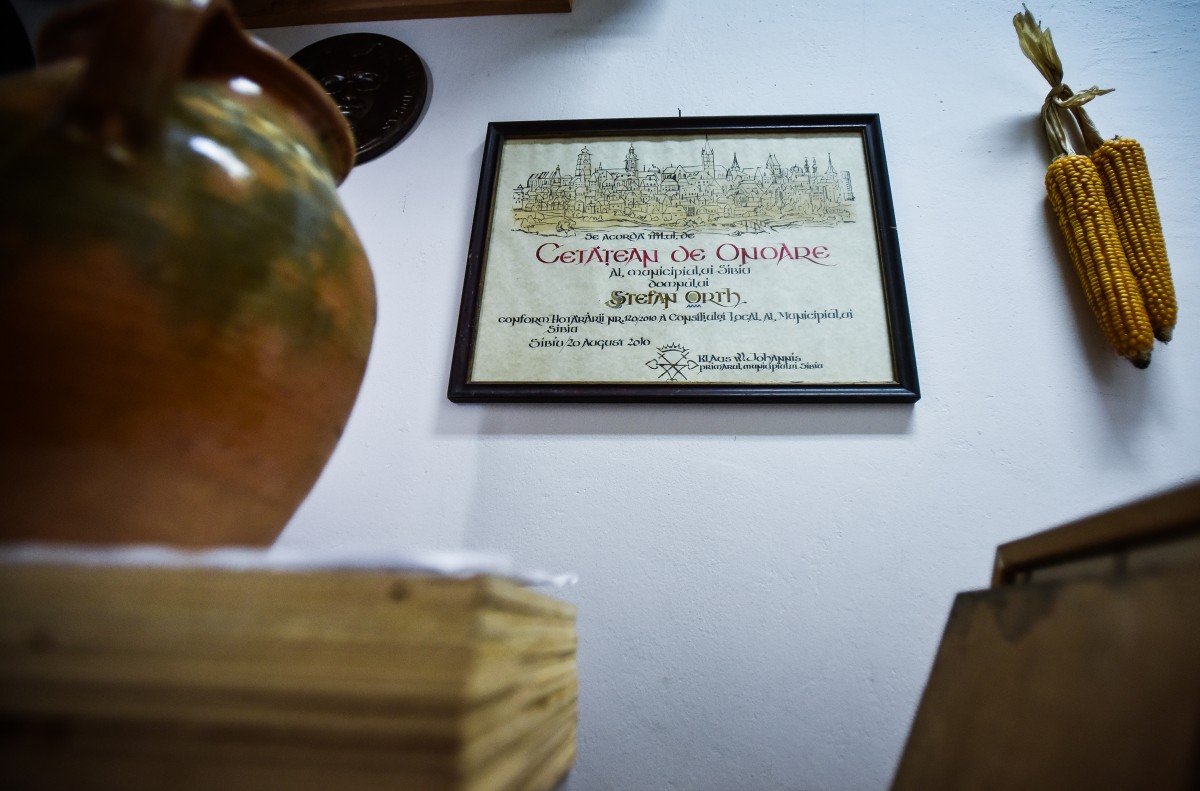 Se acordă titlul de
Cetăţean de Onoare
al municipiului Sibiu
domnului
Ştefan Orth
conform Hotărârii nr.120/2010 a Consiliului Local al Municipiului
Sibiu
Sibiu, 20 August 2010
Klaus W. Johannis
primarul municipiului Sibiu